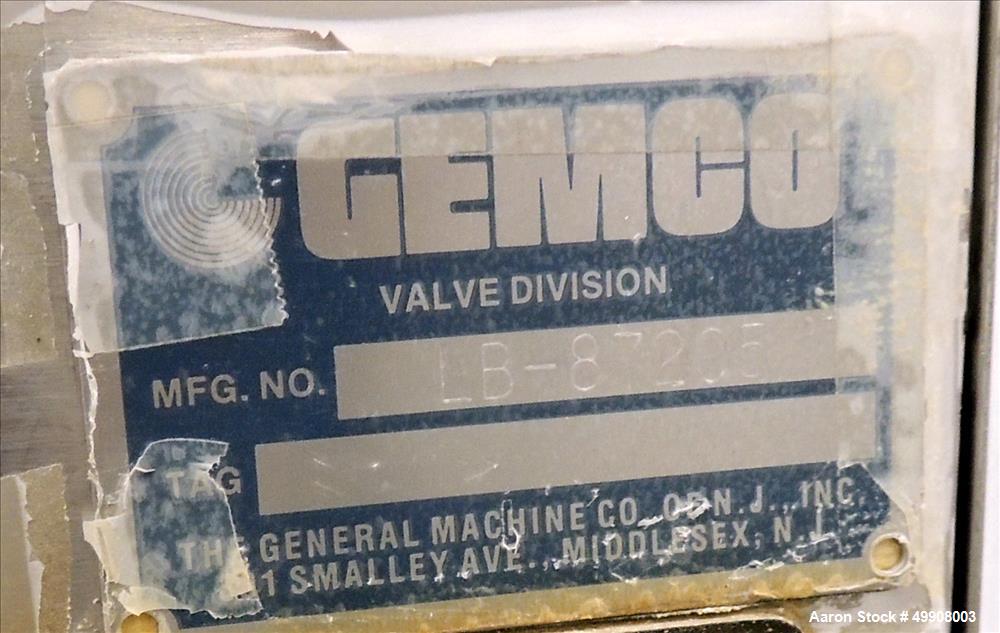 GEMCO
VALVE DIVISION
MFG. NO. LB-87205
TAG
THE GENERAL MACHINE CO. OF N.J., INC.
1 SMALLEY AVE., MIDDLESEX, N.J.
Aaron Stock # 49908003